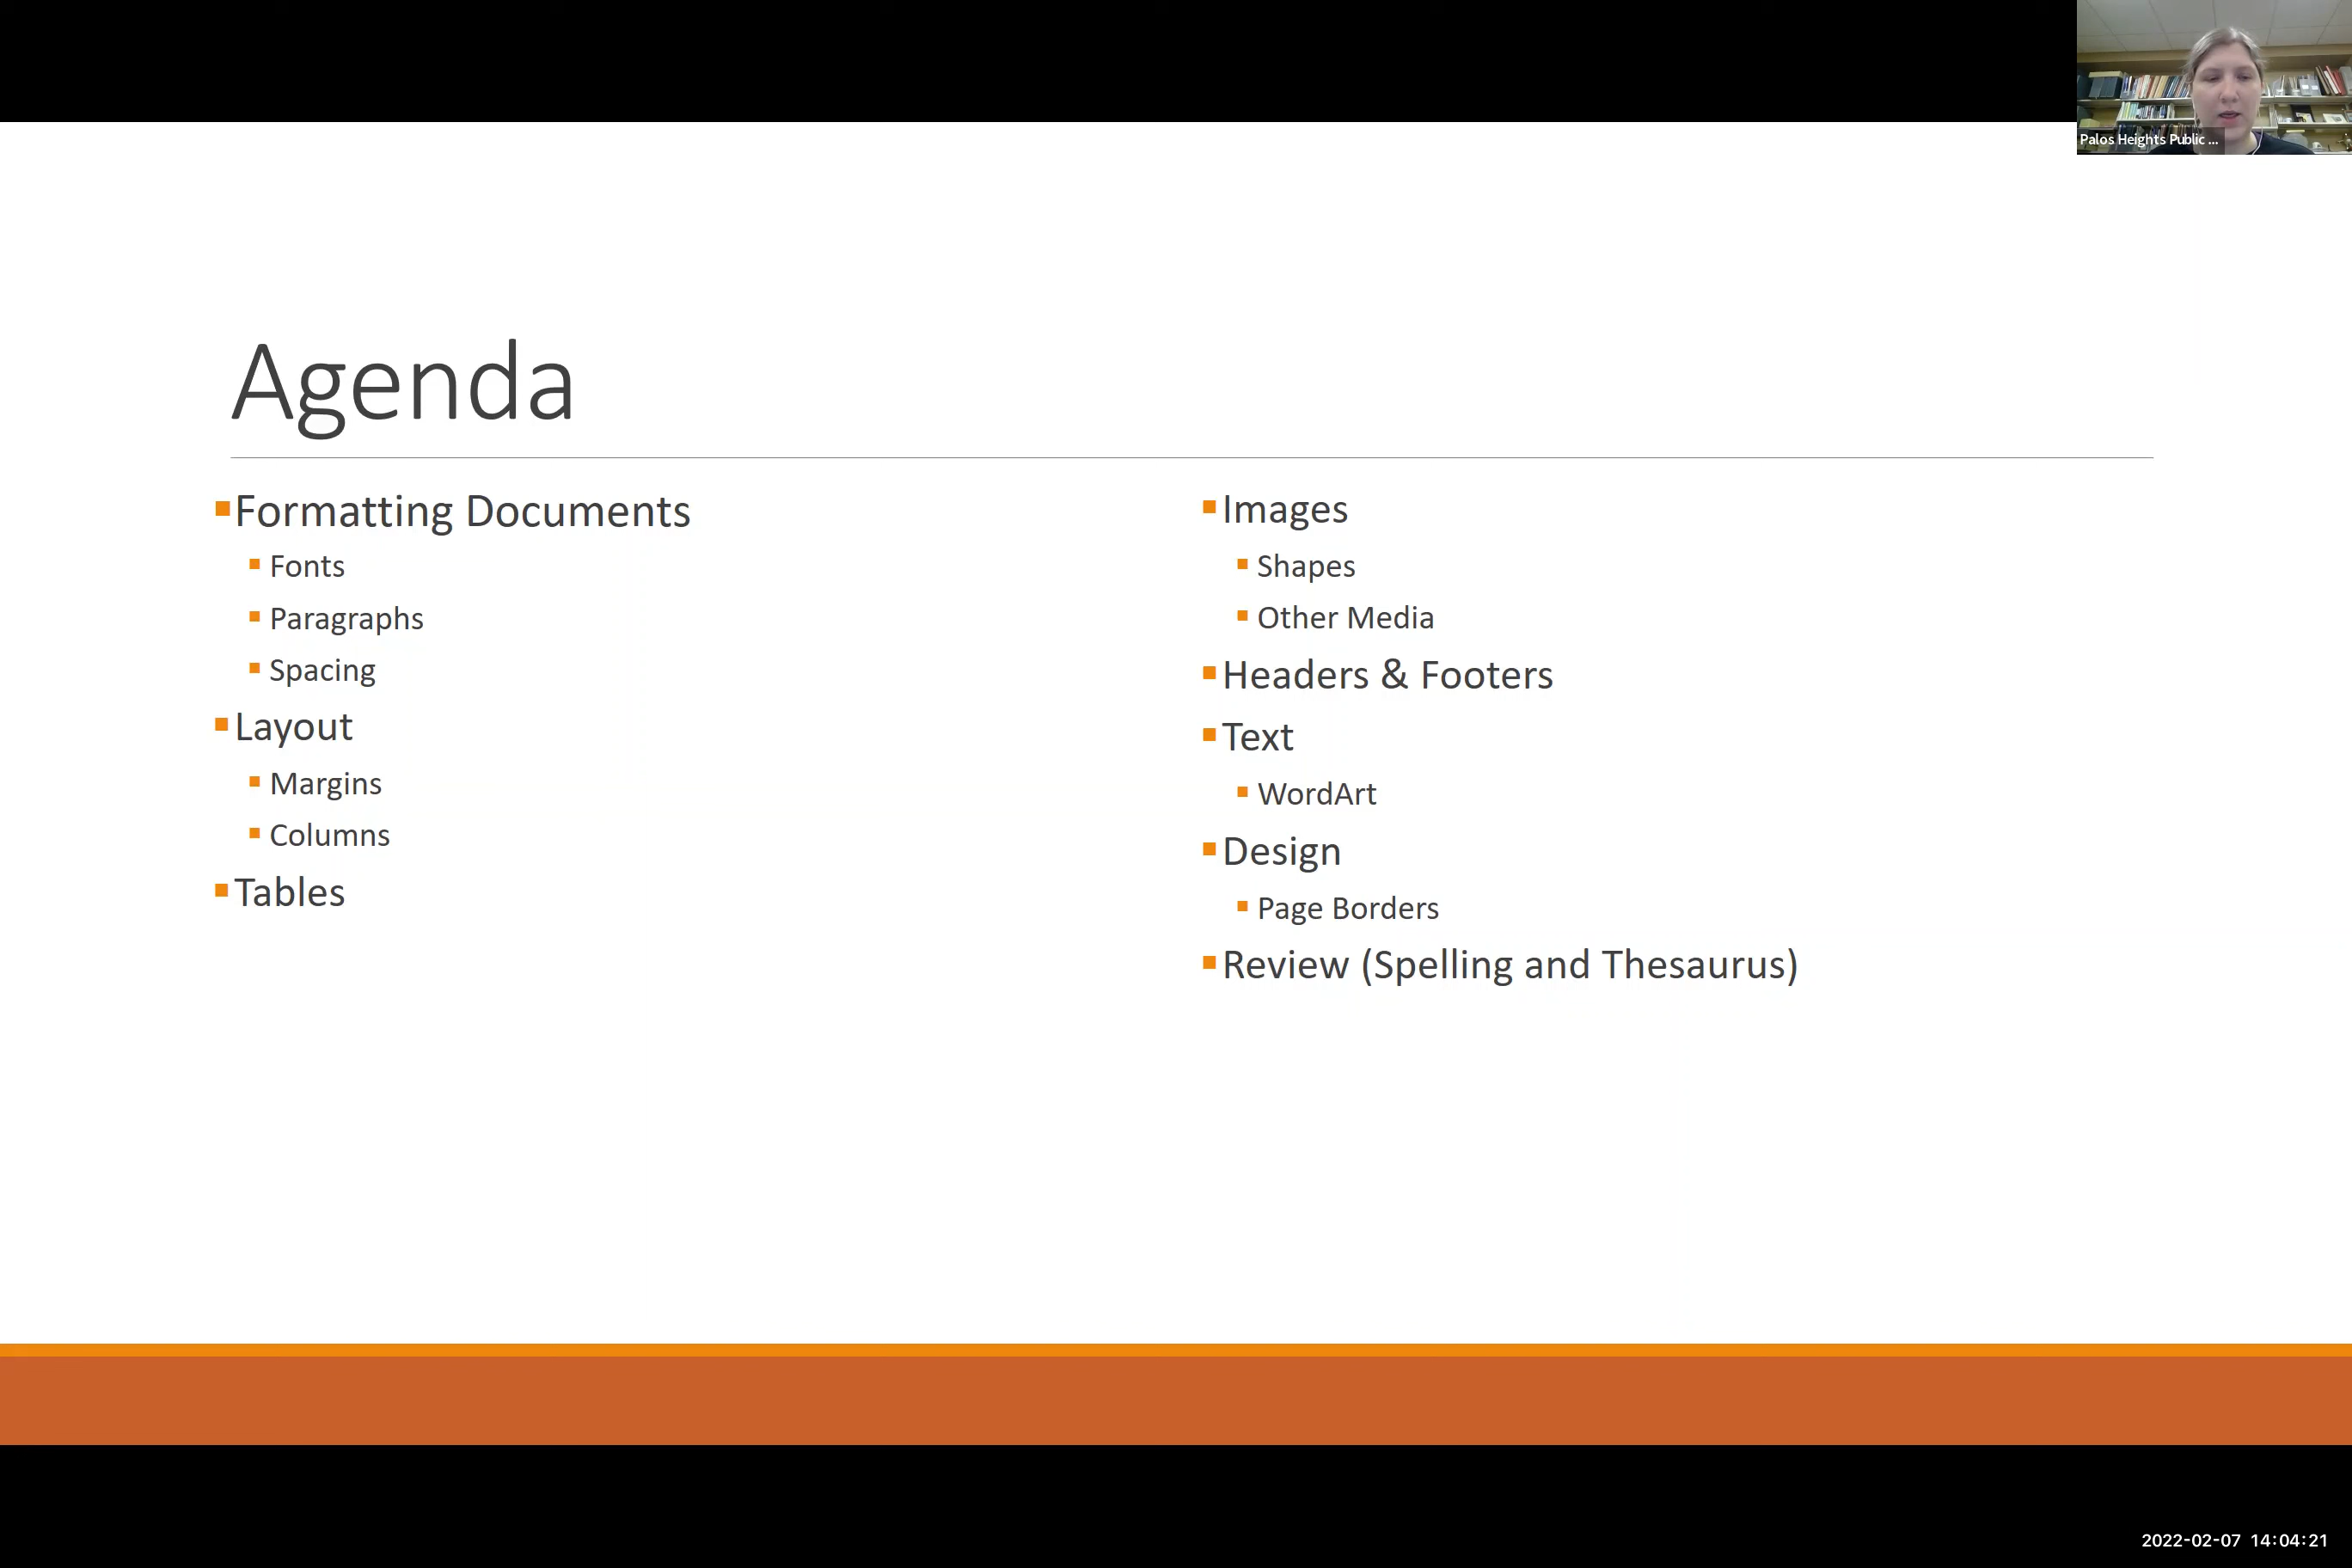 Palos Heights Public ...
Agenda
Formatting Documents
Fonts
Paragraphs
Spacing
Layout
Margins
Columns
Tables
Images
Shapes
Other Media
Headers & Footers
Text
WordArt
Design
Page Borders
Review (Spelling and Thesaurus)
2022-02-07 14:04:21